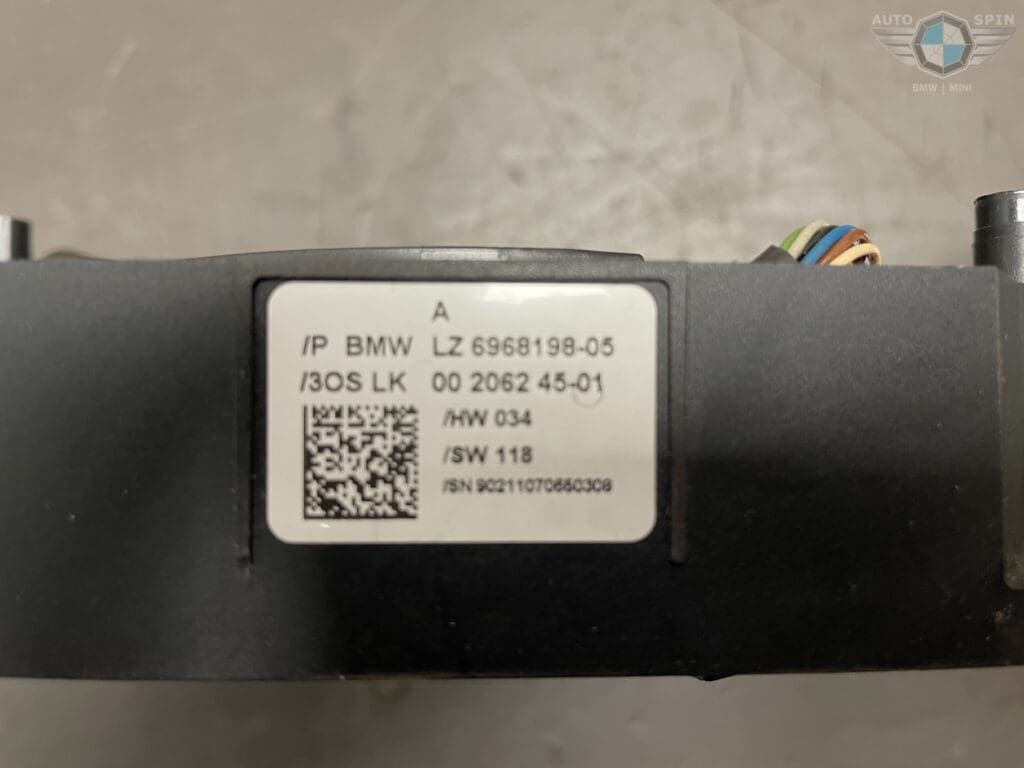 AUTO SPIN
BMW | MINI
A
/P BMW LZ 6968198-05
/3OS LK 00 2062 45-01
/HW 034
/SW 118
/SN 90211070660308